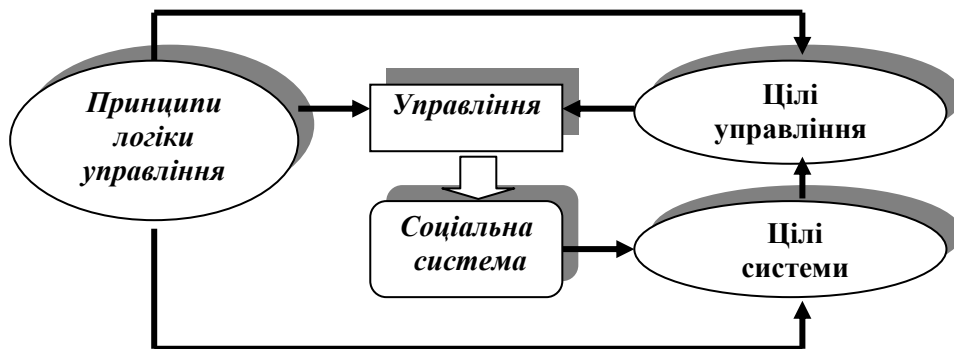 Принципи
логіки
управління
Управління
Цілі
управління
Соціальна
система
Цілі
системи